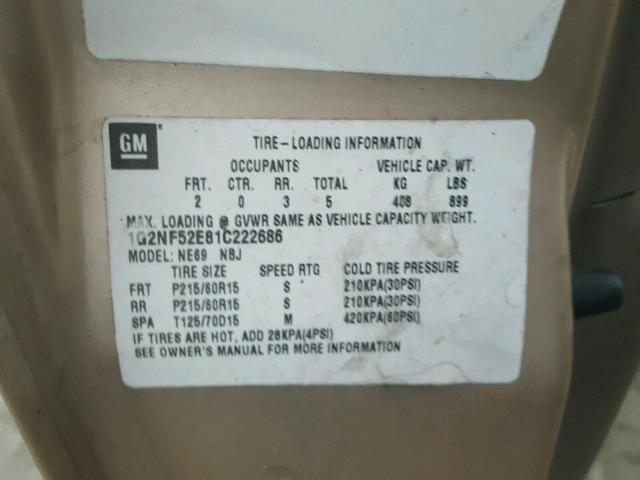 GM
TIRE-LOADING INFORMATION
OCCUPANTS VEHICLE CAP. WT.
FRT. CTR. RR. TOTAL KG LBS
2 0 3 5 408 899
MAX. LOADING @ GVWR SAME AS VEHICLE CAPACITY WEIGHT.
1G2NF52E81C222686
MODEL: NE69 NBJ
TIRE SIZE SPEED RTG COLD TIRE PRESSURE
FRT P215/60R15 S 210KPA(30PSI)
RR P215/60R15 S 210KPA(30PSI)
SPA T125/70D15 M 420KPA(60PSI)
IF TIRES ARE HOT, ADD 28KPA(4PSI)
SEE OWNER'S MANUAL FOR MORE INFORMATION